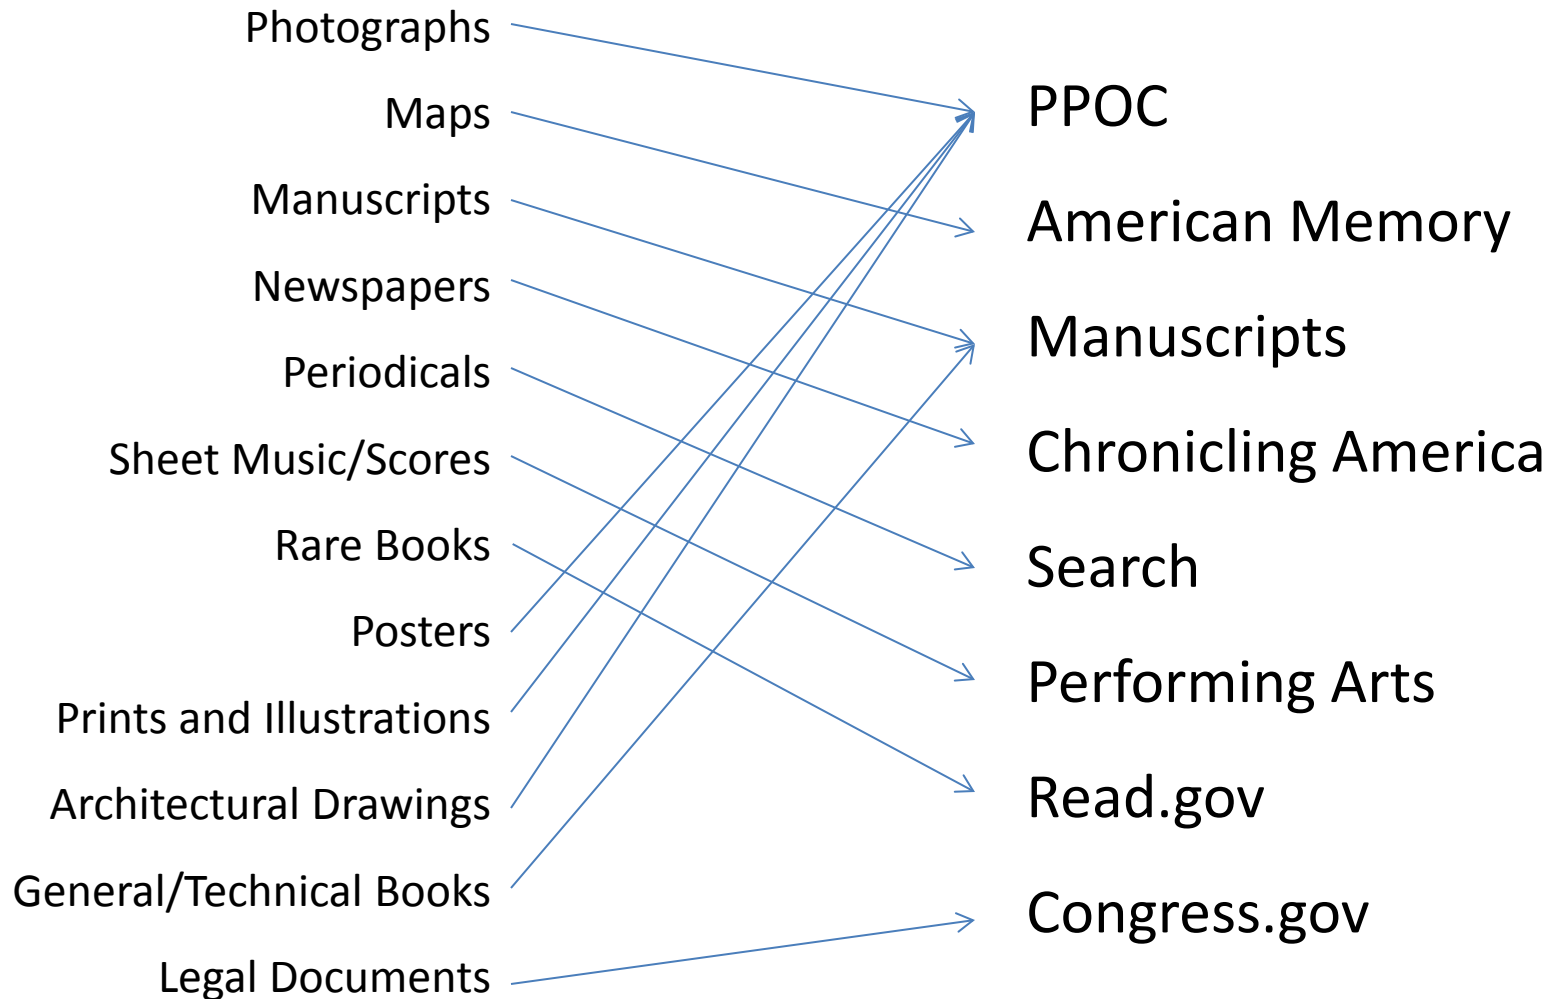 Photographs
Maps
Manuscripts
Newspapers
Periodicals
Sheet Music/Scores
Rare Books
Posters
Prints and Illustrations
Architectural Drawings
General/Technical Books
Legal Documents
PPOC
American Memory
Manuscripts
Chronicling America
Search
Performing Arts
Read.gov
Congress.gov